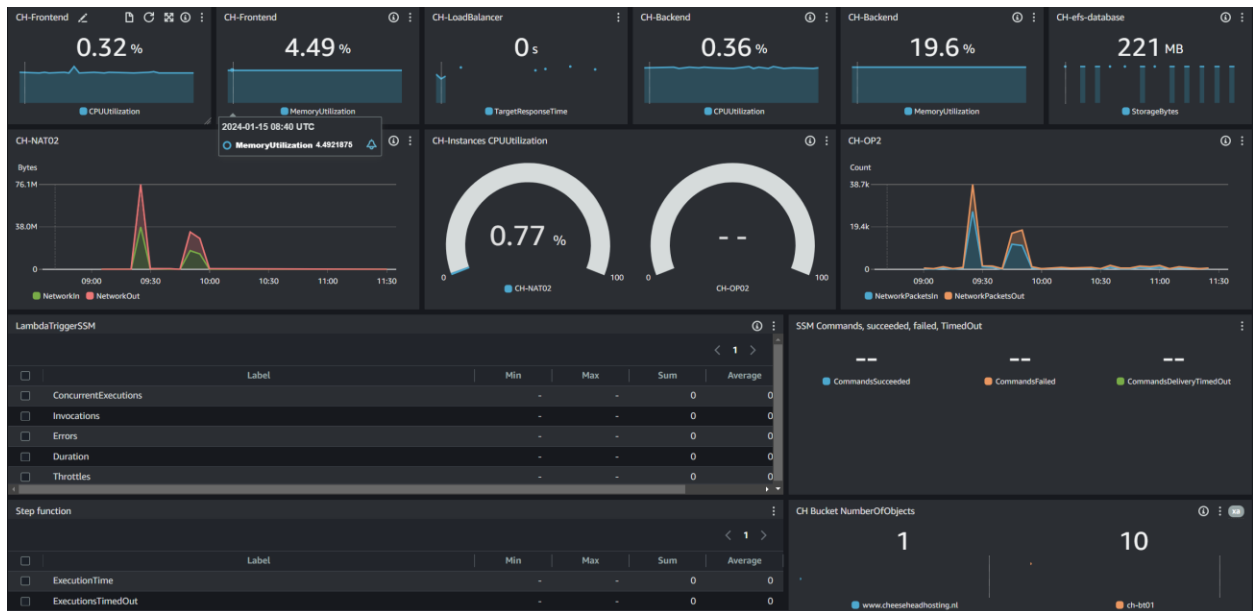 CH-Frontend
0.32 %
CPUUtilization
CH-Frontend
4.49 %
MemoryUtilization
2024-01-15 08:40 UTC
MemoryUtilization 4.4921875
CH-LoadBalancer
0 s
TargetResponseTime
CH-Backend
0.36 %
CPUUtilization
CH-Backend
19.6 %
MemoryUtilization
CH-efs-database
221 MB
StorageBytes
CH-NAT02
Bytes
76.1M
38.0M
0
09:00 09:30 10:00 10:30 11:00 11:30
NetworkIn NetworkOut
CH-Instances CPUUtilization
0.77 %
0 100
CH-NAT02
--
0 100
CH-OP02
CH-OP2
Count
38.7k
19.4k
0
09:00 09:30 10:00 10:30 11:00 11:30
NetworkPacketsIn NetworkPacketsOut
LambdaTriggerSSM
< 1 >
Label Min Max Sum Average
ConcurrentExecutions - - 0 0
Invocations - - 0 0
Errors - - 0 0
Duration - - 0 0
Throttles - - 0 0
SSM Commands, succeeded, failed, TimedOut
-- -- --
CommandsSucceeded CommandsFailed CommandsDeliveryTimedOut
Step function
< 1 >
Label Min Max Sum Average
ExecutionTime - - 0 0
ExecutionsTimedOut - - 0 0
CH Bucket NumberOfObjects
1 10
www.cheeseheadhosting.nl ch-bt01